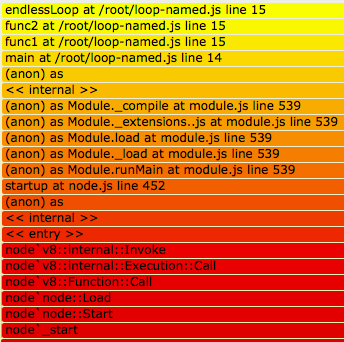 endlessLoop at /root/loop-named.js line 15
func2 at /root/loop-named.js line 15
func1 at /root/loop-named.js line 15
main at /root/loop-named.js line 14
(anon) as
<< internal >>
(anon) as Module._compile at module.js line 539
(anon) as Module._extensions..js at module.js line 539
(anon) as Module.load at module.js line 539
(anon) as Module._load at module.js line 539
(anon) as Module.runMain at module.js line 539
startup at node.js line 452
(anon) as
<< internal >>
<< entry >>
node`v8::internal::Invoke
node`v8::internal::Execution::Call
node`v8::Function::Call
node`node::Load
node`node::Start
node`_start